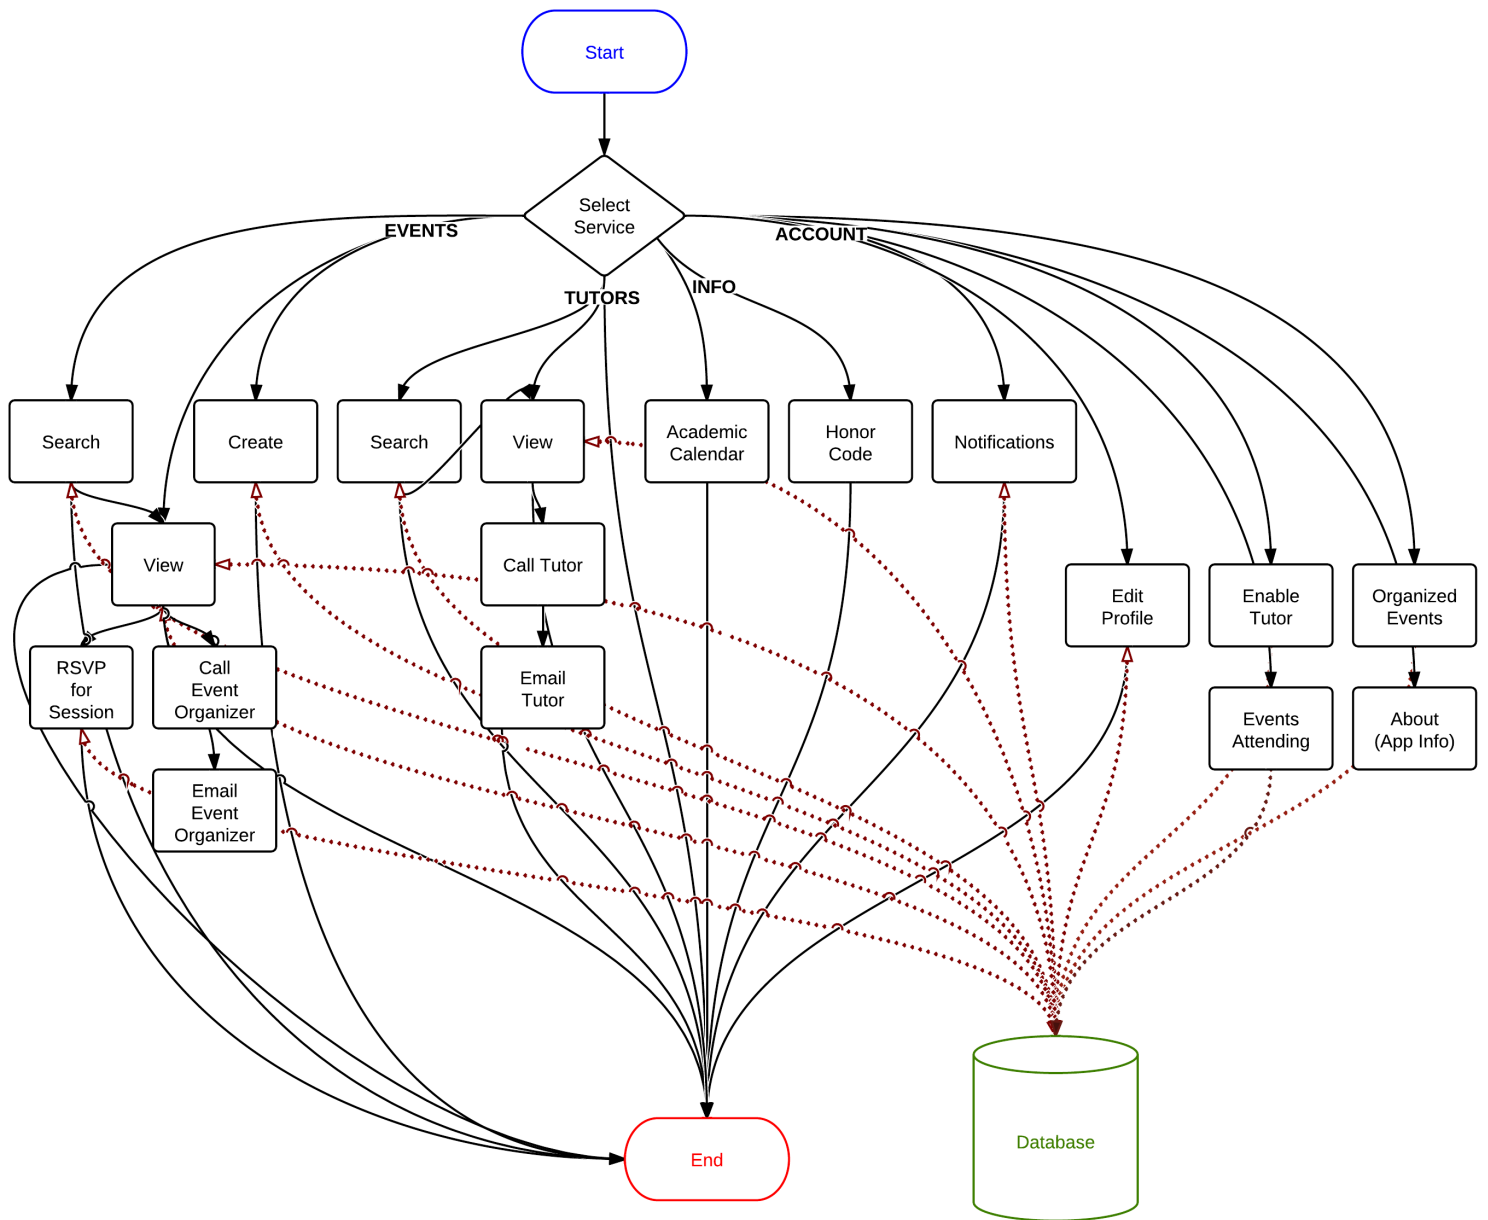 Start
Select
Service
EVENTS
ACCOUNT
TUTORS
INFO
Search
Create
Search
View
Academic
Calendar
Honor
Code
Notifications
View
Call Tutor
Edit
Profile
Enable
Tutor
Organized
Events
RSVP
for
Session
Call
Event
Organizer
Email
Tutor
Events
Attending
About
(App Info)
Email
Event
Organizer
End
Database